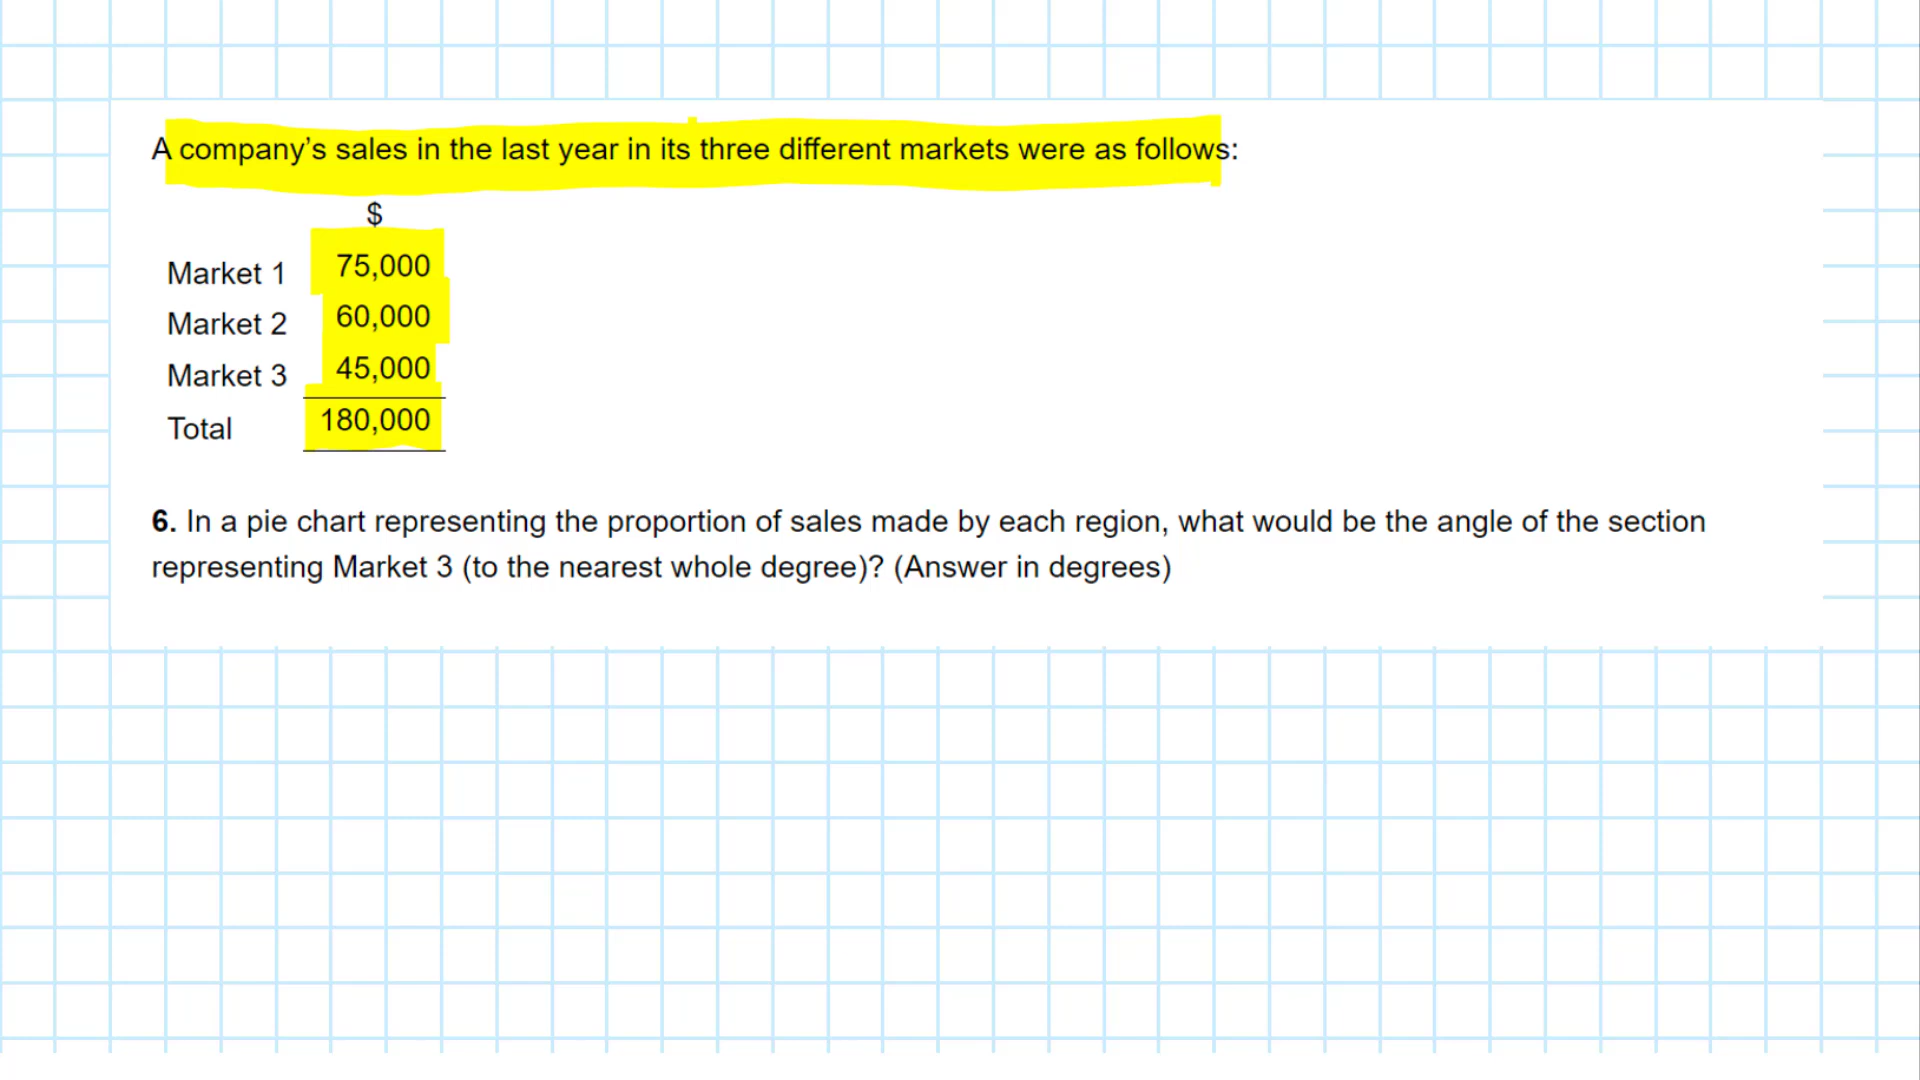 A company’s sales in the last year in its three different markets were as follows:
$
Market 1 75,000
Market 2 60,000
Market 3 45,000
Total 180,000
6. In a pie chart representing the proportion of sales made by each region, what would be the angle of the section
representing Market 3 (to the nearest whole degree)? (Answer in degrees)